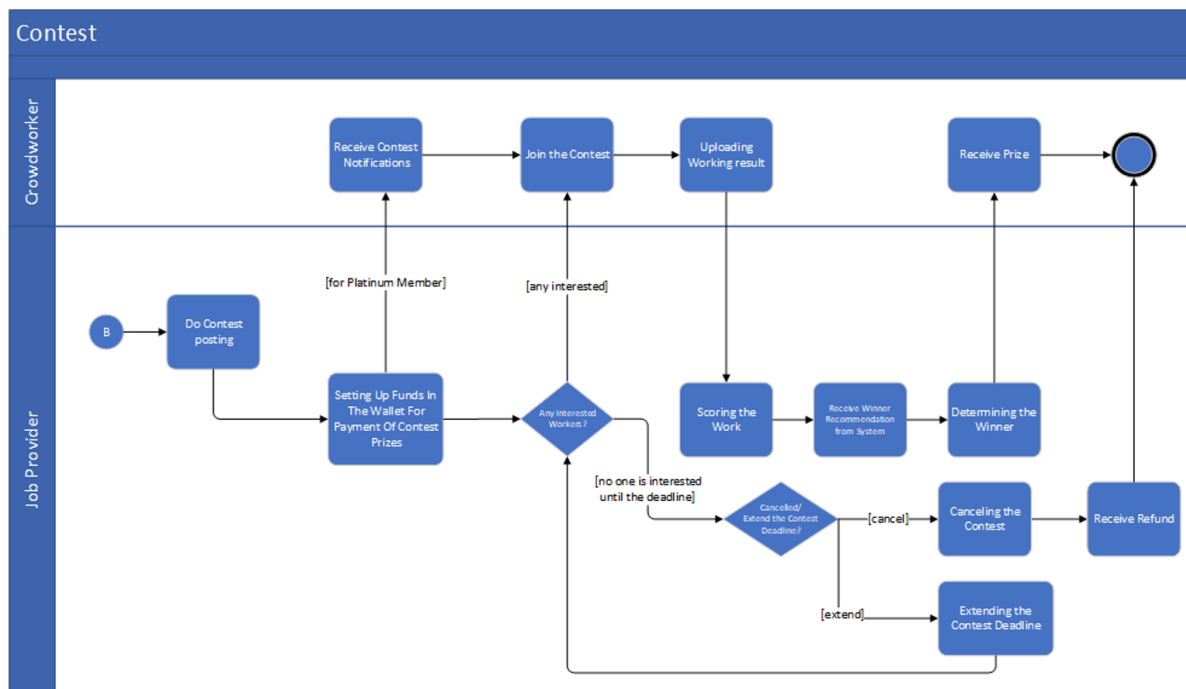 Contest
Crowdworker
Receive Contest
Notifications
Join the Contest
Uploading
Working result
Receive Prize
Job Provider
[for Platinum Member]
[any interested]
B
Do Contest
posting
Setting Up Funds In
The Wallet For
Payment Of Contest
Prizes
Any Interested
Workers?
Scoring the
Work
Receive Winner
Recommendation
from System
Determining the
Winner
[no one is interested
until the deadline]
Cancelled/
Extend the Contest
Deadline?
[cancel]
Canceling the
Contest
Receive Refund
[extend]
Extending the
Contest Deadline